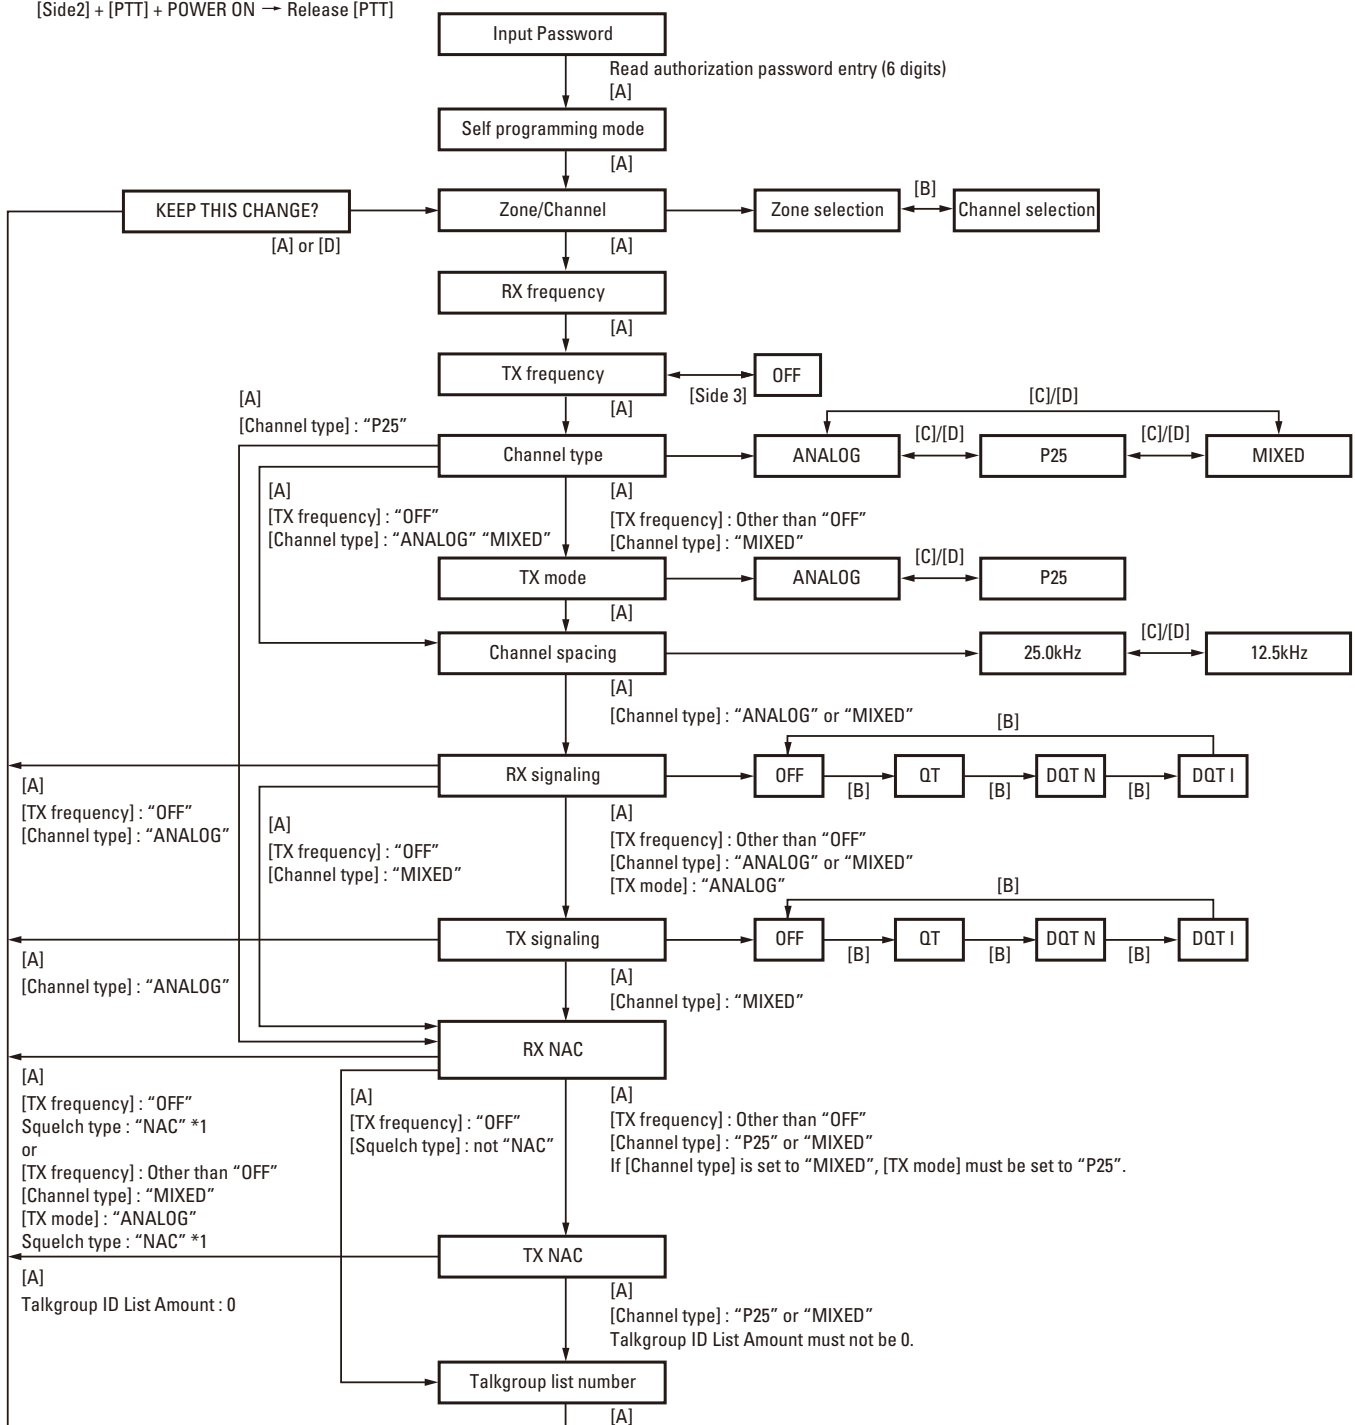 [Side2] + [PTT] + POWER ON → Release [PTT]
Input Password
Read authorization password entry (6 digits)
[A]
Self programming mode
[A]
KEEP THIS CHANGE?
[A] or [D]
Zone/Channel
Zone selection
[B]
Channel selection
[A]
RX frequency
[A]
TX frequency
[Side 3]
OFF
[A]
[A]
[Channel type] : “P25”
Channel type
ANALOG
[C]/[D]
P25
[C]/[D]
MIXED
[C]/[D]
[A]
[TX frequency] : “OFF”
[Channel type] : “ANALOG” “MIXED”
[A]
[TX frequency] : Other than “OFF”
[Channel type] : “MIXED”
TX mode
ANALOG
[C]/[D]
P25
[A]
Channel spacing
25.0kHz
[C]/[D]
12.5kHz
[A]
[Channel type] : “ANALOG” or “MIXED”
RX signaling
OFF
[B]
QT
[B]
DQT N
[B]
DQT I
[B]
[A]
[TX frequency] : “OFF”
[Channel type] : “ANALOG”
[A]
[TX frequency] : “OFF”
[Channel type] : “MIXED”
[A]
[TX frequency] : Other than “OFF”
[Channel type] : “ANALOG” or “MIXED”
[TX mode] : “ANALOG”
TX signaling
OFF
[B]
QT
[B]
DQT N
[B]
DQT I
[B]
[A]
[Channel type] : “ANALOG”
[A]
[Channel type] : “MIXED”
RX NAC
[A]
[TX frequency] : “OFF”
Squelch type : “NAC” *1
or
[TX frequency] : Other than “OFF”
[Channel type] : “MIXED”
[TX mode] : “ANALOG”
Squelch type : “NAC” *1
[A]
[TX frequency] : “OFF”
[Squelch type] : not “NAC”
[A]
[TX frequency] : Other than “OFF”
[Channel type] : “P25” or “MIXED”
If [Channel type] is set to “MIXED”, [TX mode] must be set to “P25”.
TX NAC
[A]
Talkgroup ID List Amount : 0
[A]
[Channel type] : “P25” or “MIXED”
Talkgroup ID List Amount must not be 0.
Talkgroup list number
[A]